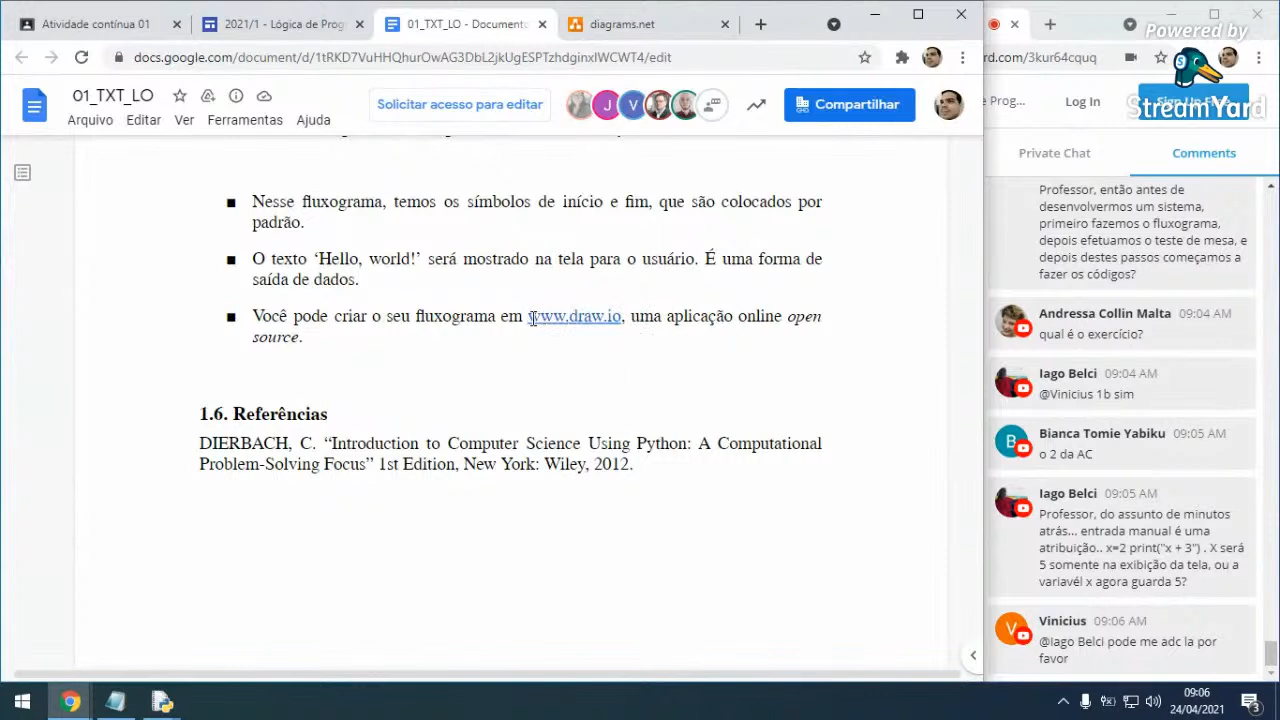 Atividade contínua 01
2021/1 - Lógica de Prog
01_TXT_LO - Documento
diagrams.net
docs.google.com/document/d/1tRKD7VuHHQhurOwAG3DbL2jkUgESPTzhdginxlWCWT4/edit
rd.com/3kur64cquq
Powered by
StreamYard
01_TXT_LO
Arquivo Editar Ver Ferramentas Ajuda
Solicitar acesso para editar
J V
Compartilhar
e Prog...
Log In
Private Chat
Comments
Nesse fluxograma, temos os símbolos de início e fim, que são colocados por
padrão.
O texto ‘Hello, world!’ será mostrado na tela para o usuário. É uma forma de
saída de dados.
Você pode criar o seu fluxograma em www.draw.io, uma aplicação online open
source.
1.6. Referências
DIERBACH, C. “Introduction to Computer Science Using Python: A Computational
Problem-Solving Focus” 1st Edition, New York: Wiley, 2012.
Professor, então antes de
desenvolvermos um sistema,
primeiro fazemos o fluxograma,
depois efetuamos o teste de mesa, e
depois destes passos começamos a
fazer os códigos?
Andressa Collin Malta 09:04 AM
qual é o exercício?
Iago Belci 09:04 AM
@Vinicius 1b sim
B
Bianca Tomie Yabiku 09:05 AM
o 2 da AC
Iago Belci 09:05 AM
Professor, do assunto de minutos
atrás... entrada manual é uma
atribuição.. x=2 print("x + 3") . X será
5 somente na exibição da tela, ou a
variavél x agora guarda 5?
V
Vinicius 09:06 AM
@Iago Belci pode me adc la por
favor
09:06
24/04/2021
3